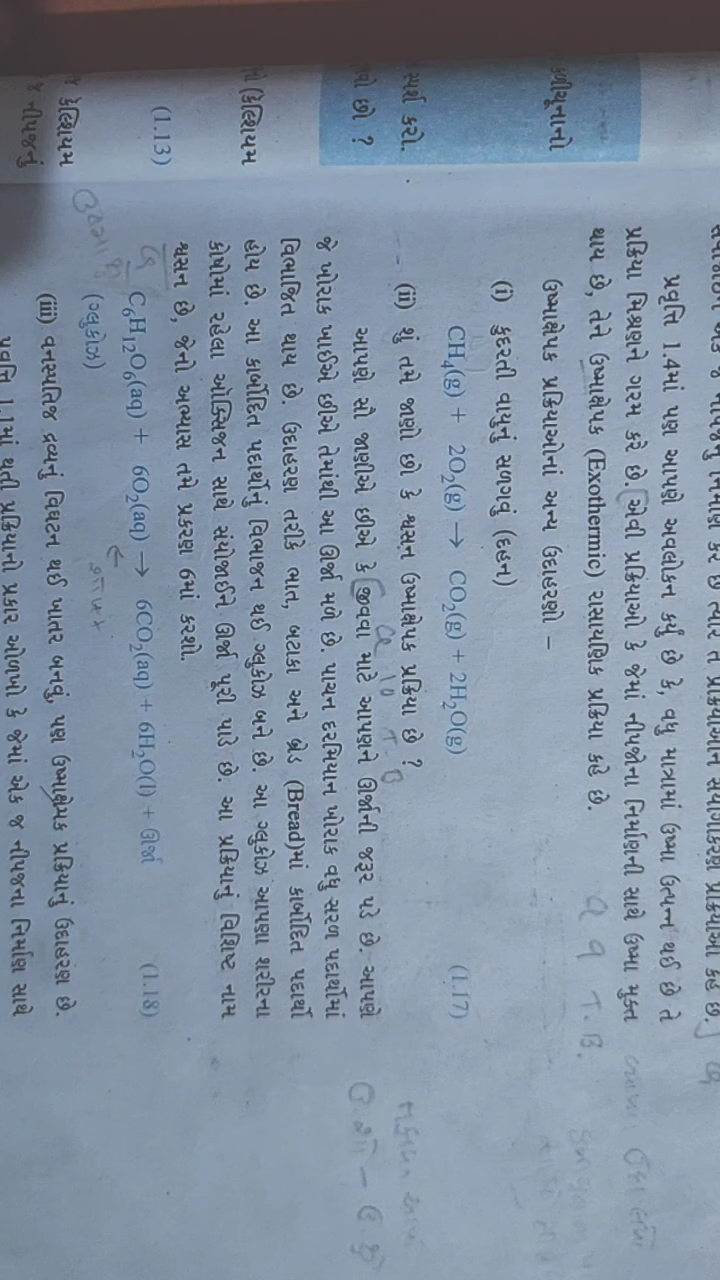 પ્રવૃત્તિ 1.4માં પણ આપણે અવલોકન કર્યું છે કે, વધુ માત્રામાં ઉષ્મા ઉત્પન્ન થઈ છે તે
પ્રક્રિયા મિશ્રણને ગરમ કરે છે. એવી પ્રક્રિયાઓ કે જેમાં નીપજોના નિર્માણની સાથે ઉષ્મા મુક્ત
થાય છે, તેને ઉષ્માક્ષેપક (Exothermic) રાસાયણિક પ્રક્રિયા કહે છે.
ઉષ્માક્ષેપક પ્રક્રિયાઓનાં અન્ય ઉદાહરણો –
(i) કુદરતી વાયુનું સળગવું (દહન)
CH₄(g) + 2O₂(g) → CO₂(g) + 2H₂O(g) (1.17)
(ii) શું તમે જાણો છો કે શ્વસન ઉષ્માક્ષેપક પ્રક્રિયા છે ?
આપણે સૌ જાણીએ છીએ કે જીવવા માટે આપણને ઊર્જાની જરૂર પડે છે. આપણે
જે ખોરાક ખાઈએ છીએ તેમાંથી આ ઊર્જા મળે છે. પાચન દરમિયાન ખોરાક વધુ સરળ પદાર્થોમાં
વિભાજિત થાય છે ઉદાહરણ તરીકે ભાત, બટાકા અને બ્રેડ (Bread)માં કાર્બોદિત પદાર્થો
હોય છે. આ કાર્બોદિત પદાર્થોનું વિભાજન થઈ ગ્લુકોઝ બને છે. આ ગ્લુકોઝ આપણા શરીરના
કોષોમાં રહેલા ઓક્સિજન સાથે સંયોજાઈને ઊર્જા પૂરી પાડે છે. આ પ્રક્રિયાનું વિશિષ્ટ નામ
શ્વસન છે, જેનો અભ્યાસ તમે પ્રકરણ 6માં કરશો.
C₆H₁₂O₆(aq) + 6O₂(aq) → 6CO₂(aq) + 6H₂O(l) + ઊર્જા (1.18)
(ગ્લુકોઝ)
(iii) વનસ્પતિજ દ્રવ્યનું વિઘટન થઈ ખાતર બનવું, પણ ઉષ્માક્ષેપક પ્રક્રિયાનું ઉદાહરણ છે.
પ્રવૃત્તિ 1.1માં થતી પ્રક્રિયાનો પ્રકાર ઓળખો કે જેમાં એક જ નીપજના નિર્માણ સાથે
કળીચૂનાનો
કરો.
છો ?
કેલ્શિયમ
(1.13)
કેલ્શિયમ
નીપજનું